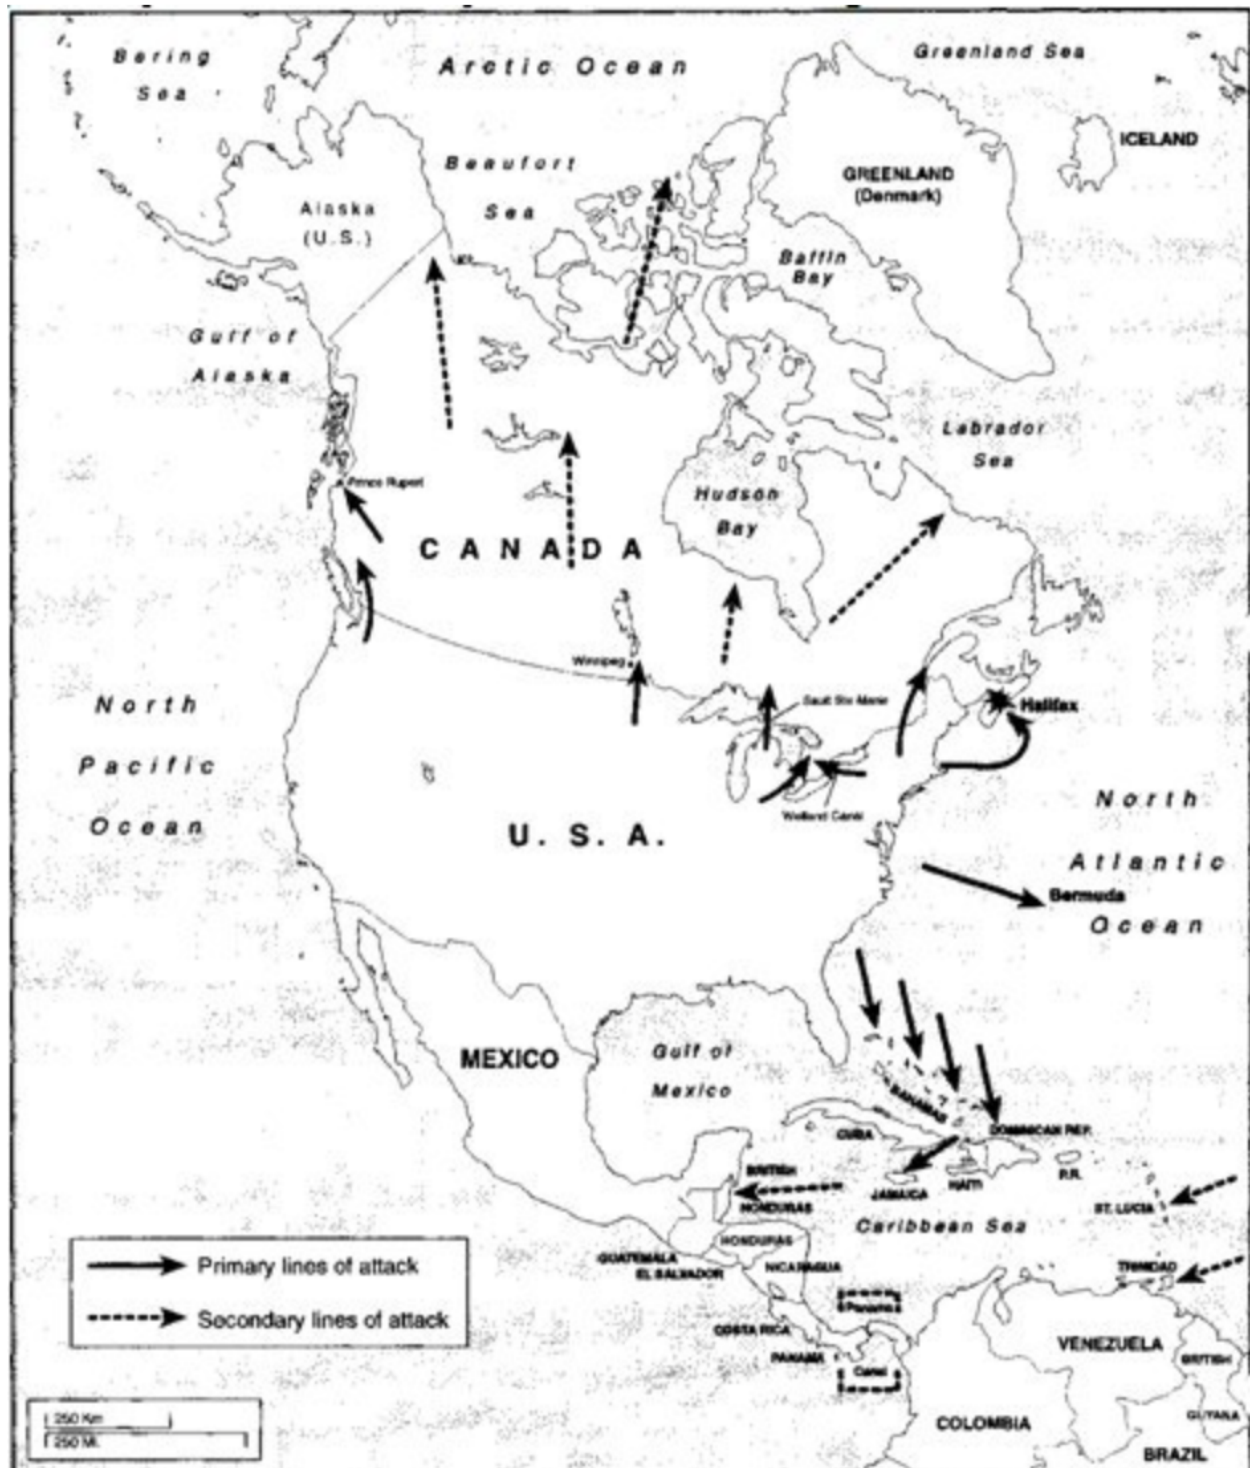 Bering
Sea
Arctic Ocean
Greenland Sea
ICELAND
Beaufort
Sea
GREENLAND
(Denmark)
Alaska
(U.S.)
Baffin
Bay
Gulf of
Alaska
Labrador
Sea
Prince Rupert
Hudson
Bay
CANADA
Winnipeg
Sault Ste Marie
Halifax
North
Pacific
Ocean
Welland Canal
U.S.A.
North
Atlantic
Ocean
Bermuda
MEXICO
Gulf of
Mexico
BAHAMAS
CUBA
DOMINICAN REP.
HAITI
P.R.
JAMAICA
BRITISH
HONDURAS
ST. LUCIA
Caribbean Sea
HONDURAS
GUATEMALA
EL SALVADOR
NICARAGUA
TRINIDAD
Primary lines of attack
Secondary lines of attack
Panama
Canal
COSTA RICA
PANAMA
VENEZUELA
BRITISH
GUYANA
COLOMBIA
BRAZIL
250 Km
250 Mi.